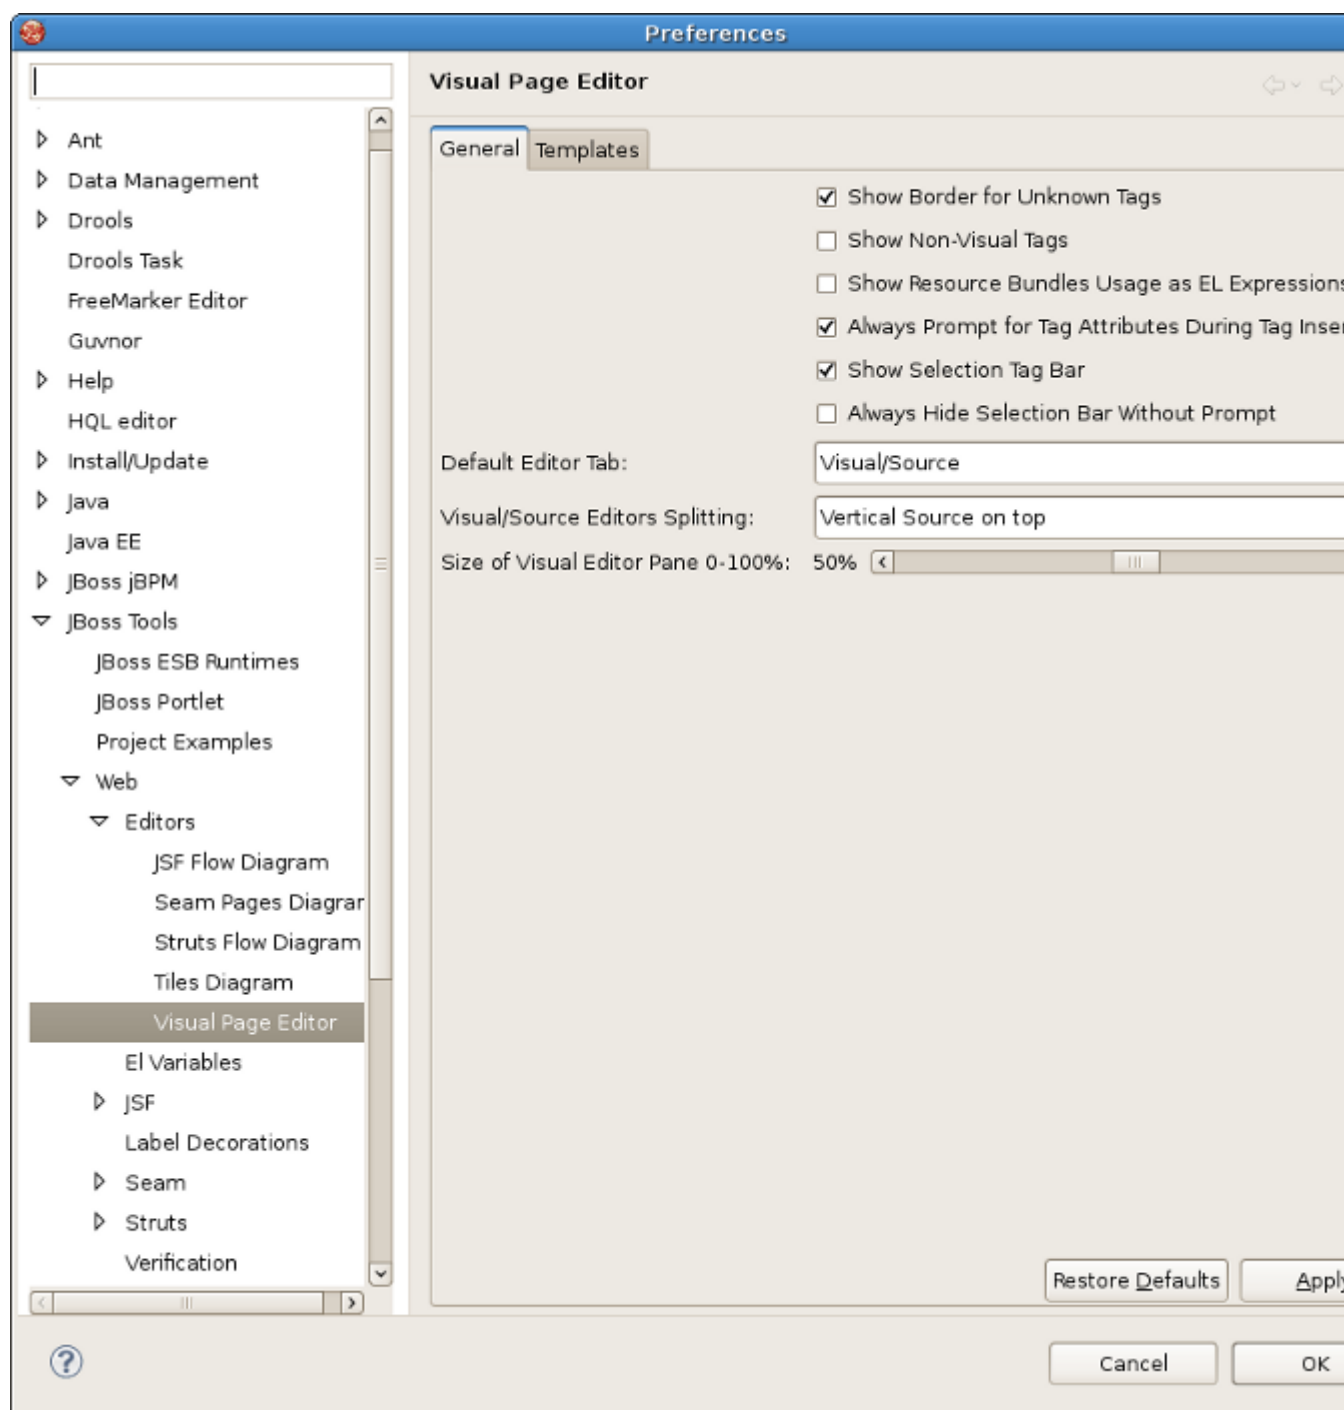 Preferences
Visual Page Editor
General
Templates
Ant
Data Management
Drools
Drools Task
FreeMarker Editor
Guvnor
Help
HQL editor
Install/Update
Java
Java EE
JBoss jBPM
JBoss Tools
JBoss ESB Runtimes
JBoss Portlet
Project Examples
Web
Editors
JSF Flow Diagram
Seam Pages Diagrar
Struts Flow Diagram
Tiles Diagram
Visual Page Editor
El Variables
JSF
Label Decorations
Seam
Struts
Verification
Show Border for Unknown Tags
Show Non-Visual Tags
Show Resource Bundles Usage as EL Expressions
Always Prompt for Tag Attributes During Tag Inser
Show Selection Tag Bar
Always Hide Selection Bar Without Prompt
Default Editor Tab: Visual/Source
Visual/Source Editors Splitting: Vertical Source on top
Size of Visual Editor Pane 0-100%: 50%
Restore Defaults
Apply
Cancel
OK